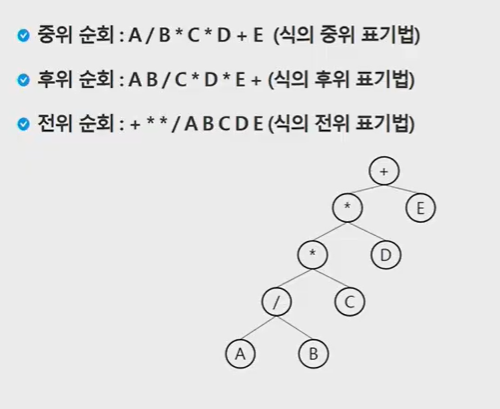 중위 순회 : A / B * C * D + E (식의 중위 표기법)
후위 순회 : A B / C * D * E + (식의 후위 표기법)
전위 순회 : + * * / A B C D E (식의 전위 표기법)
+
* E
* D
/ C
A B